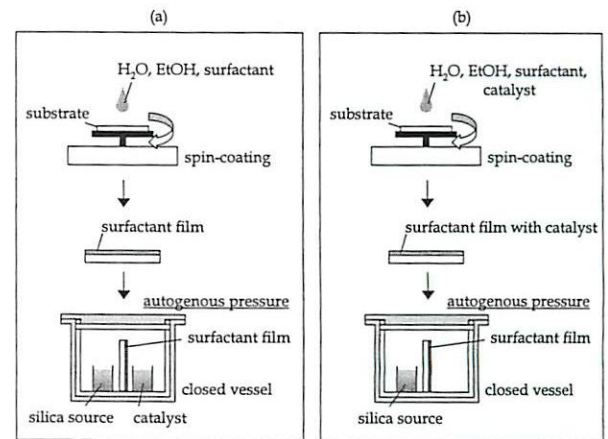 (a)
H₂O, EtOH, surfactant
substrate
spin-coating
surfactant film
autogenous pressure
surfactant film
closed vessel
silica source
catalyst
(b)
H₂O, EtOH, surfactant,
catalyst
substrate
spin-coating
surfactant film with catalyst
autogenous pressure
surfactant film
closed vessel
silica source